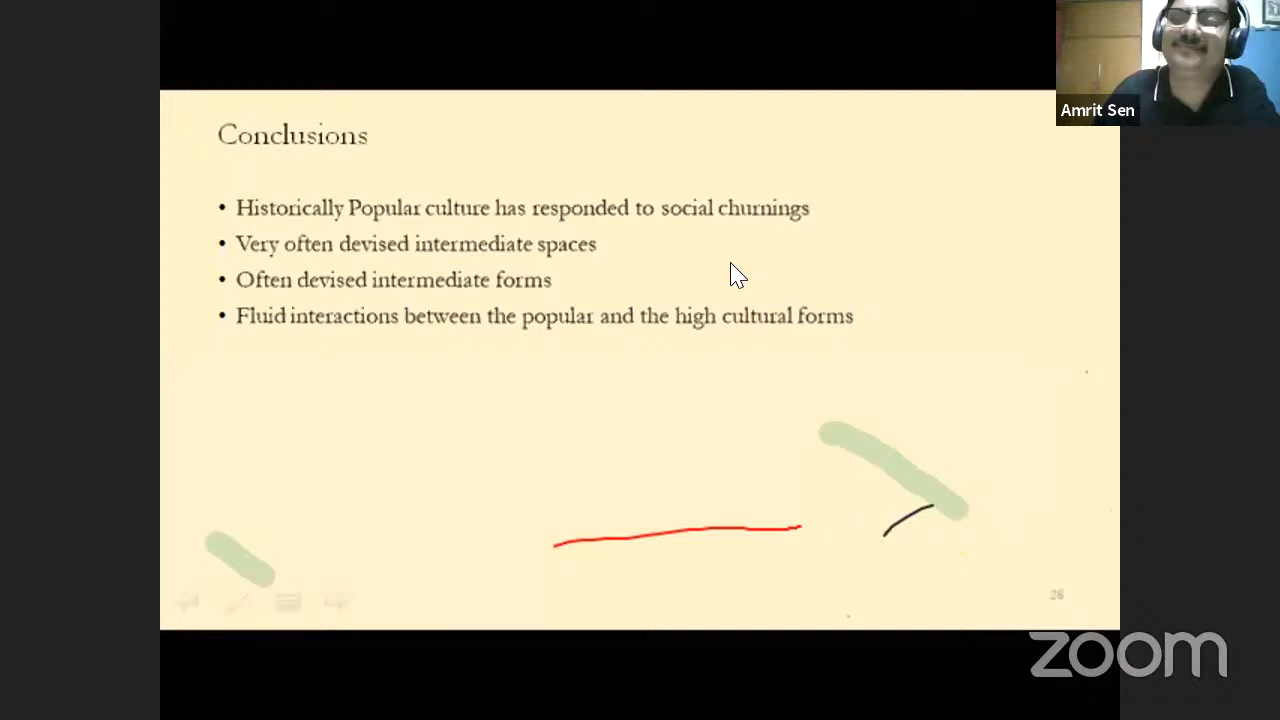 Amrit Sen
Conclusions
• Historically Popular culture has responded to social churnings
• Very often devised intermediate spaces
• Often devised intermediate forms
• Fluid interactions between the popular and the high cultural forms
26
zoom